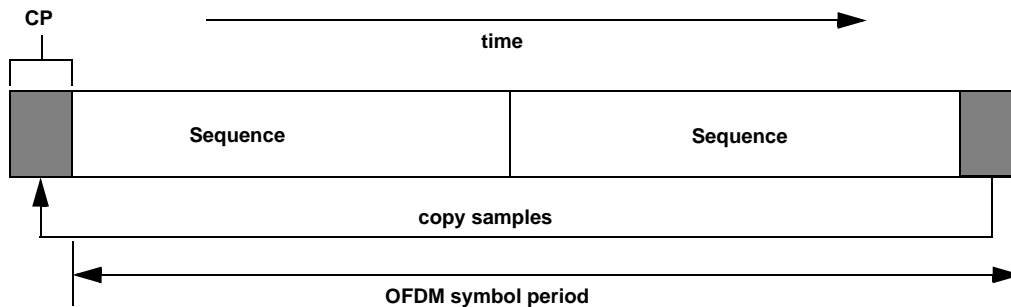 CP
time
Sequence
Sequence
copy samples
OFDM symbol period